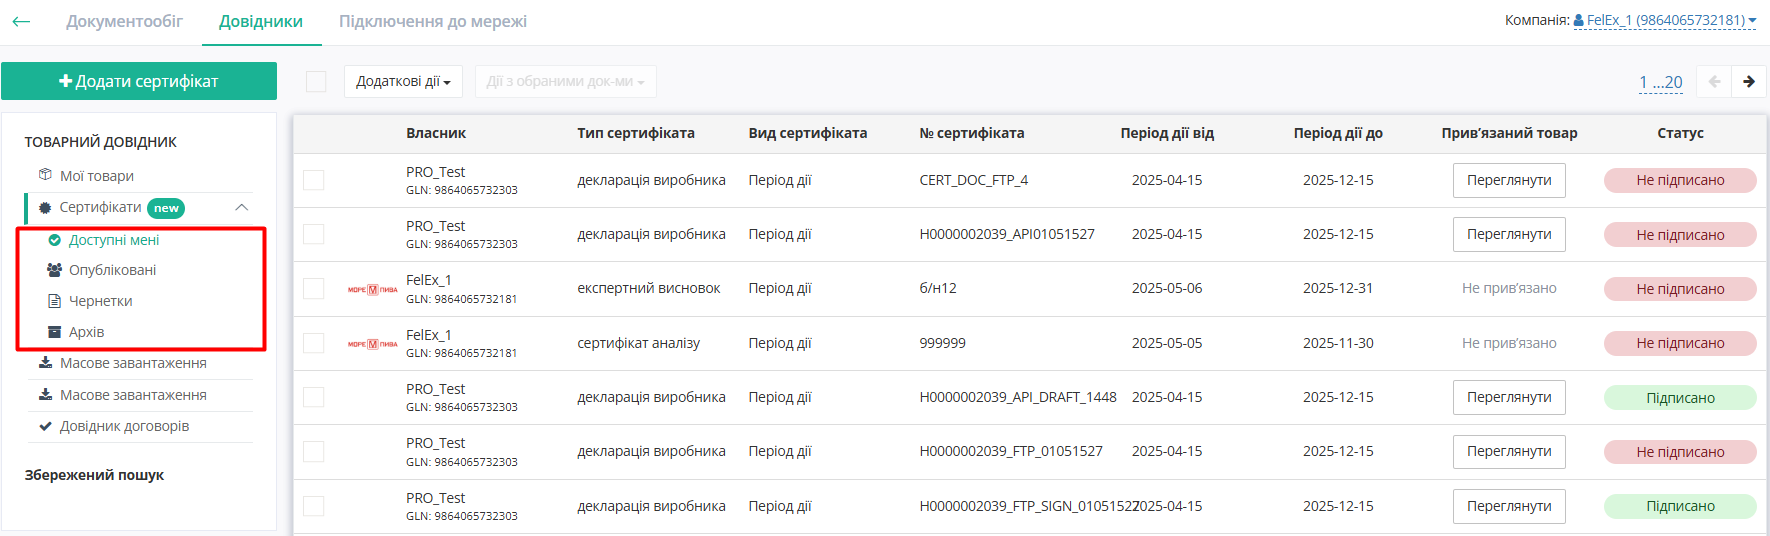 Документообіг Довідники Підключення до мережі Компанія: FelEx_1 (9864065732181)
Додати сертифікат
Додаткові дії Дії з обраними док-ми 1 ...20
ТОВАРНИЙ ДОВІДНИК
Мої товари
Сертифікати new
Доступні мені
Опубліковані
Чернетки
Архів
Масове завантаження
Масове завантаження
Довідник договорів
Збережений пошук
Власник Тип сертифіката Вид сертифіката № сертифіката Період дії від Період дії до Прив’язаний товар Статус
PRO_Test
GLN: 9864065732303
декларація виробника Період дії CERT_DOC_FTP_4 2025-04-15 2025-12-15 Переглянути Не підписано
PRO_Test
GLN: 9864065732303
декларація виробника Період дії H0000002039_API01051527 2025-04-15 2025-12-15 Переглянути Не підписано
МОРЕ М ПИВА
FelEx_1
GLN: 9864065732181
експертний висновок Період дії б/н12 2025-05-06 2025-12-31 Не прив’язано Не підписано
МОРЕ М ПИВА
FelEx_1
GLN: 9864065732181
сертифікат аналізу Період дії 999999 2025-05-05 2025-11-30 Не прив’язано Не підписано
PRO_Test
GLN: 9864065732303
декларація виробника Період дії H0000002039_API_DRAFT_1448 2025-04-15 2025-12-15 Переглянути Підписано
PRO_Test
GLN: 9864065732303
декларація виробника Період дії H0000002039_FTP_01051527 2025-04-15 2025-12-15 Переглянути Не підписано
PRO_Test
GLN: 9864065732303
декларація виробника Період дії H0000002039_FTP_SIGN_01051527 2025-04-15 2025-12-15 Переглянути Підписано